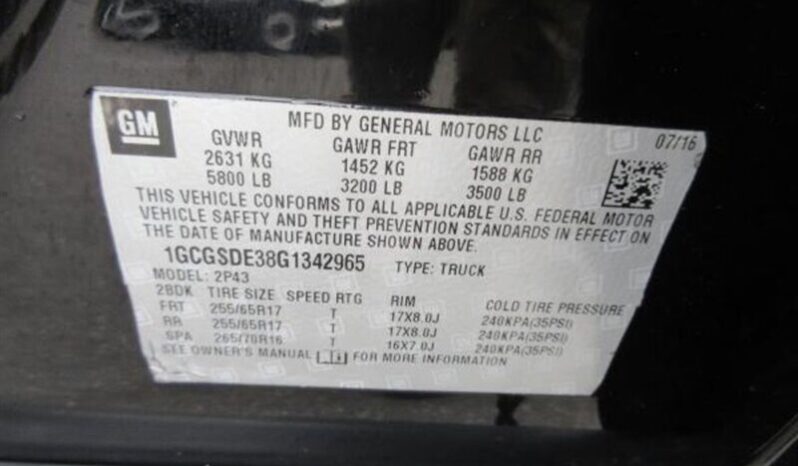 GM
MFD BY GENERAL MOTORS LLC
07/16
GVWR GAWR FRT GAWR RR
2631 KG 1452 KG 1588 KG
5800 LB 3200 LB 3500 LB
THIS VEHICLE CONFORMS TO ALL APPLICABLE U.S. FEDERAL MOTOR
VEHICLE SAFETY AND THEFT PREVENTION STANDARDS IN EFFECT ON
THE DATE OF MANUFACTURE SHOWN ABOVE.
1GCGSDE38G1342965 TYPE: TRUCK
MODEL: 2P43
2BDK TIRE SIZE SPEED RTG RIM COLD TIRE PRESSURE
FRT 255/65R17 T 17X8.0J 240KPA(35PSI)
RR 255/65R17 T 17X8.0J 240KPA(35PSI)
SPA 265/70R16 T 16X7.0J 240KPA(35PSI)
SEE OWNER'S MANUAL FOR MORE INFORMATION